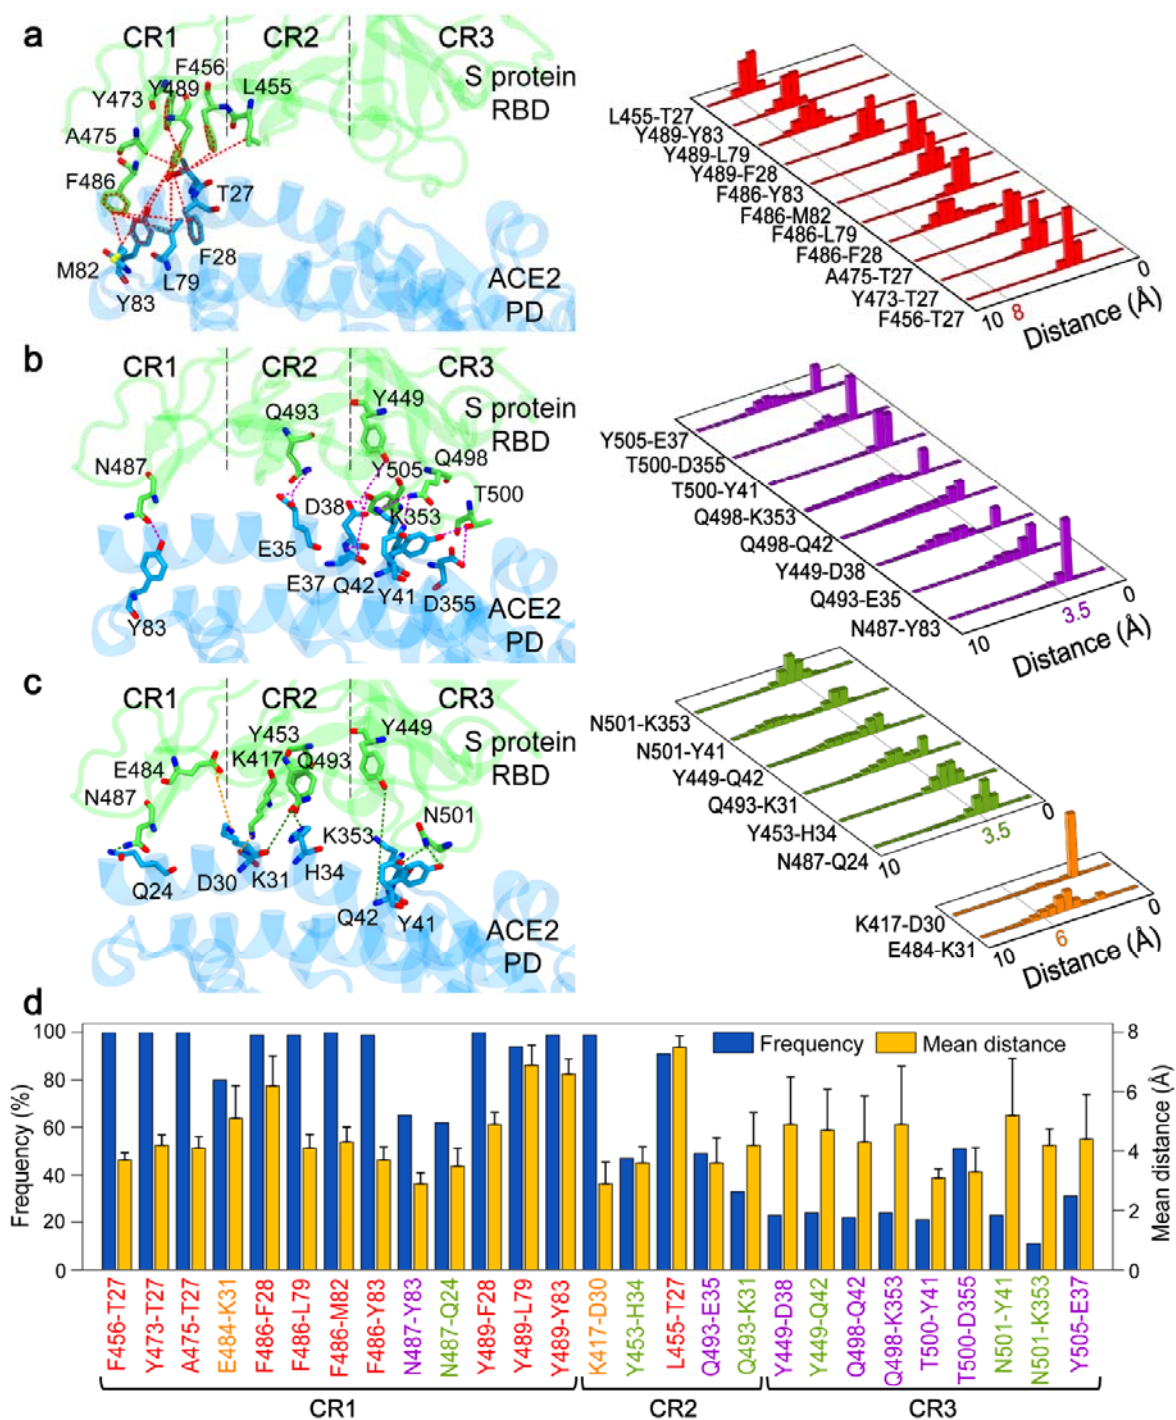 a
CR1
CR2
CR3
S protein
RBD
F456
Y489
L455
Y473
A475
F486
T27
F28
M82
L79
Y83
ACE2
PD
L455-T27
Y489-Y83
Y489-L79
Y489-F28
F486-Y83
F486-M82
F486-L79
F486-F28
A475-T27
Y473-T27
F456-T27
10
8
0
Distance (Å)
b
CR1
CR2
CR3
Q493
Y449
S protein
RBD
N487
Y505
Q498
T500
D38
K353
E35
E37
Q42
Y41
D355
Y83
ACE2
PD
Y505-E37
T500-D355
T500-Y41
Q498-K353
Q498-Q42
Y449-D38
Q493-E35
N487-Y83
10
3.5
0
Distance (Å)
c
CR1
CR2
CR3
Y453
Y449
E484
K417
Q493
S protein
RBD
N487
K353
N501
Q24
D30
K31
H34
Q42
Y41
ACE2
PD
N501-K353
N501-Y41
Y449-Q42
Q493-K31
Y453-H34
N487-Q24
10
3.5
0
K417-D30
E484-K31
10
6
0
Distance (Å)
d
Frequency
Mean distance
Frequency (%)
100
80
60
40
20
0
Mean distance (Å)
8
6
4
2
0
F456-T27
Y473-T27
A475-T27
E484-K31
F486-F28
F486-L79
F486-M82
F486-Y83
N487-Y83
N487-Q24
Y489-F28
Y489-L79
Y489-Y83
K417-D30
Y453-H34
L455-T27
Q493-E35
Q493-K31
Y449-D38
Y449-Q42
Q498-Q42
Q498-K353
T500-Y41
T500-D355
N501-Y41
N501-K353
Y505-E37
CR1
CR2
CR3